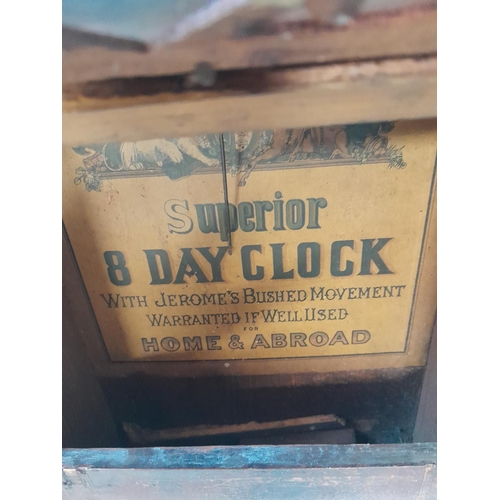 Superior
8 DAY CLOCK
WITH JEROME'S BUSHED MOVEMENT
WARRANTED IF WELL USED
FOR
HOME & ABROAD